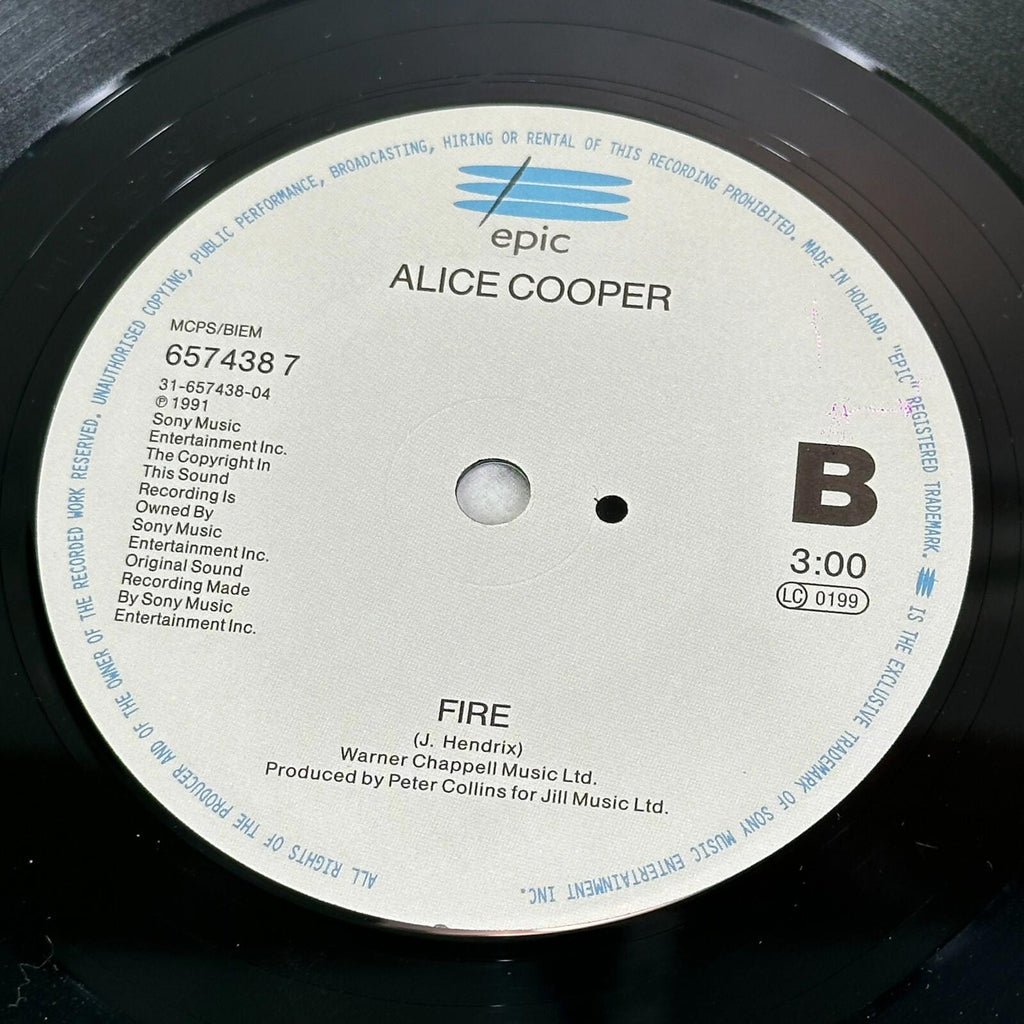 ALL RIGHTS OF THE PRODUCER AND OF THE OWNER OF THE RECORDED WORK RESERVED. UNAUTHORISED COPYING, PUBLIC PERFORMANCE, BROADCASTING, HIRING OR RENTAL OF THIS RECORDING PROHIBITED. MADE IN HOLLAND. "EPIC" REGISTERED TRADEMARK. IS THE EXCLUSIVE TRADEMARK OF SONY MUSIC ENTERTAINMENT INC.
epic
ALICE COOPER
MCPS/BIEM
657438 7
31-657438-04
℗ 1991
Sony Music
Entertainment Inc.
The Copyright In
This Sound
Recording Is
Owned By
Sony Music
Entertainment Inc.
Original Sound
Recording Made
By Sony Music
Entertainment Inc.
B
3:00
LC 0199
FIRE
(J. Hendrix)
Warner Chappell Music Ltd.
Produced by Peter Collins for Jill Music Ltd.